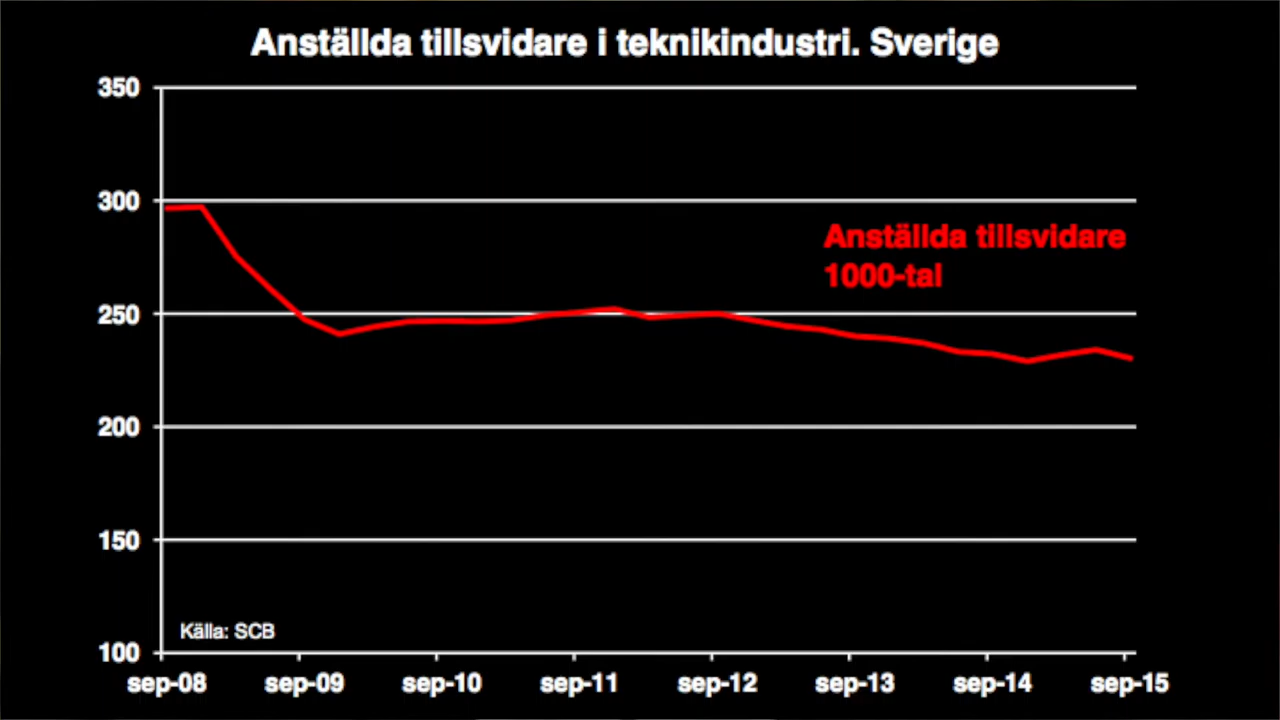 Anställda tillsvidare i teknikindustri. Sverige
350
300
Anställda tillsvidare
1000-tal
250
200
150
Källa: SCB
100
sep-08 sep-09 sep-10 sep-11 sep-12 sep-13 sep-14 sep-15